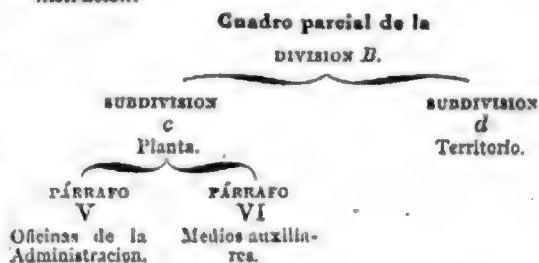 Cuadro parcial de la
DIVISION B.
SUBDIVISION
c
Planta.
SUBDIVISION
d
Territorio.
PÁRRAFO
V
Oficinas de la
Administracion.
PÁRRAFO
VI
Medios auxilia-
res.